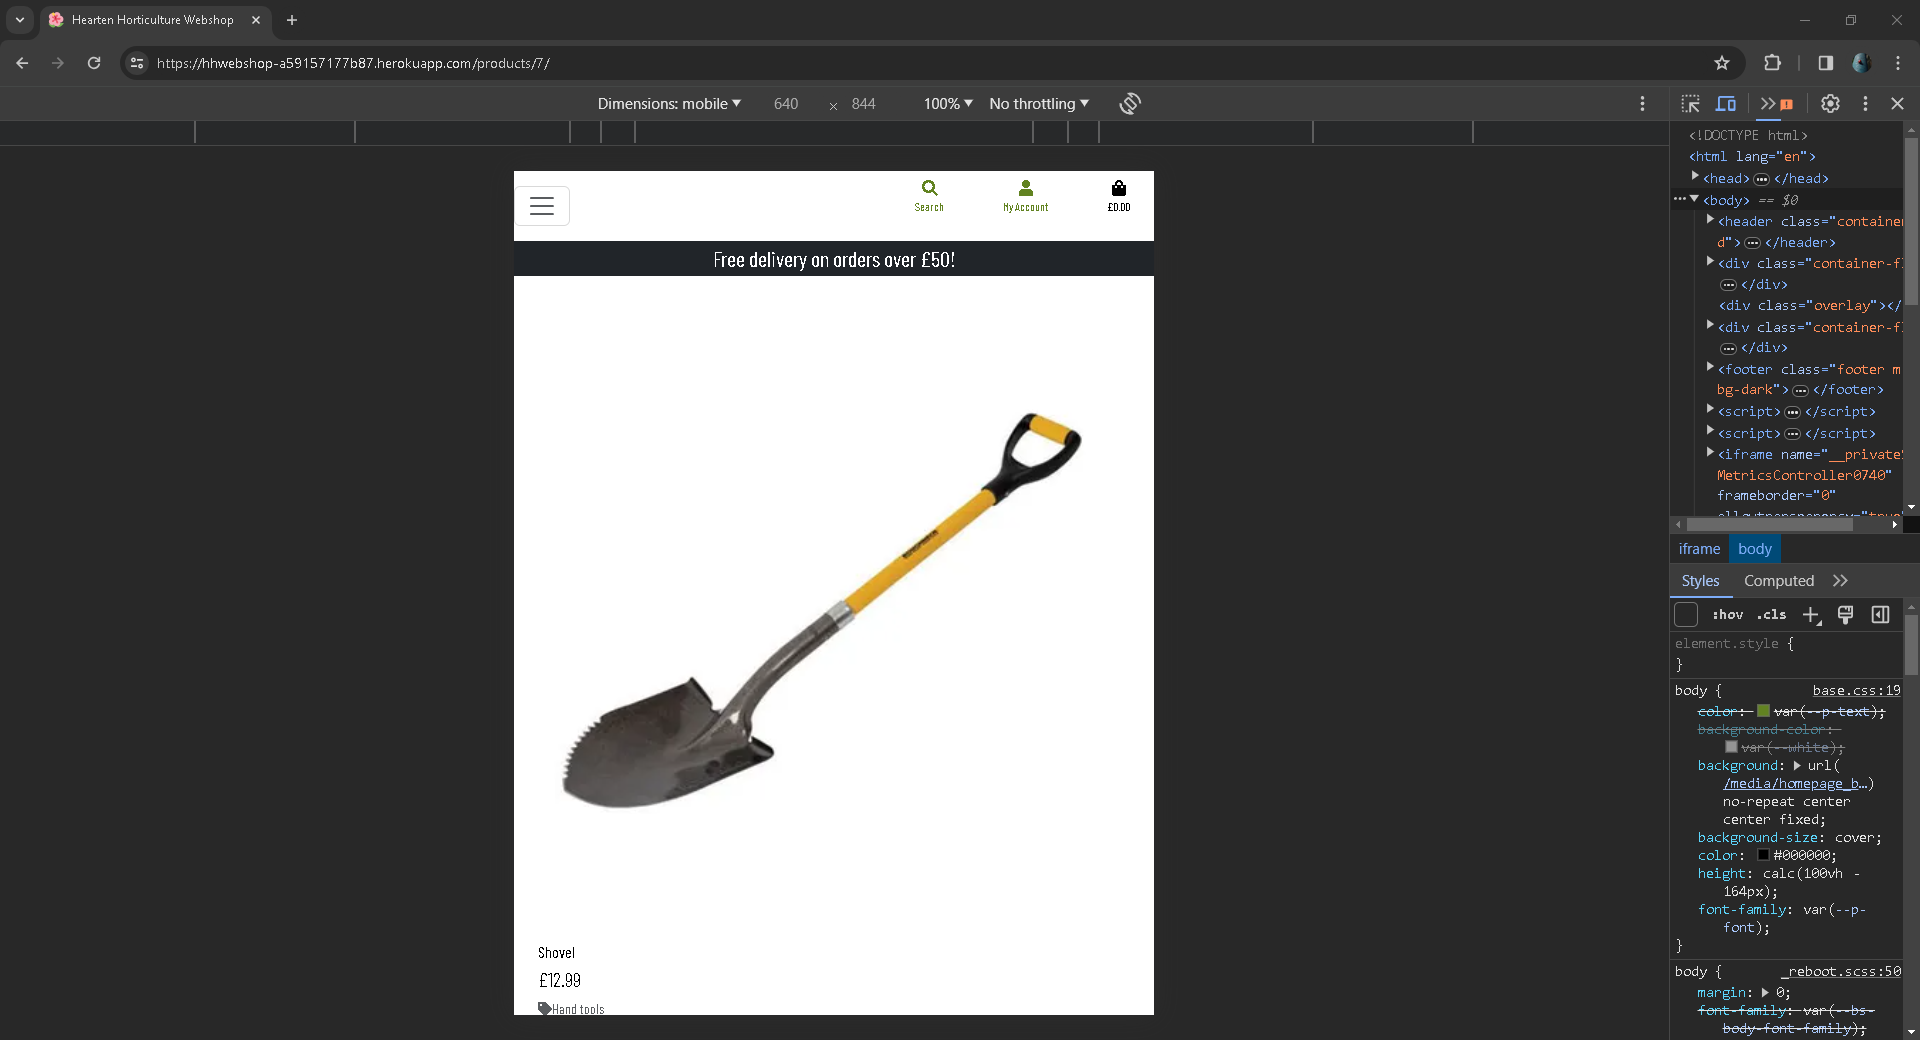 Hearten Horticulture Webshop
https://hhwebshop-a59157177b87.herokuapp.com/products/7/
Dimensions: mobile 640 × 844 100% No throttling
Search My Account £0.00
Free delivery on orders over £50!
Shovel
£12.99
Hand tools
<!DOCTYPE html>
<html lang="en">
<head> ••• </head>
••• <body> == $0
<header class="container
d"> ••• </header>
<div class="container-fl
••• </div>
<div class="overlay"></
<div class="container-fl
••• </div>
<footer class="footer m
bg-dark"> ••• </footer>
<script> ••• </script>
<script> ••• </script>
<iframe name="__privateS
MetricsController0740"
frameborder="0"
iframe body
Styles Computed
:hov .cls
element.style {
}
body { base.css:19
color: var(--p-text);
background-color:
var(--white);
background: url(
/media/homepage_b…)
no-repeat center
center fixed;
background-size: cover;
color: #000000;
height: calc(100vh -
164px);
font-family: var(--p-
font);
}
body { _reboot.scss:50
margin: 0;
font-family: var(--bs-
body-font-family);